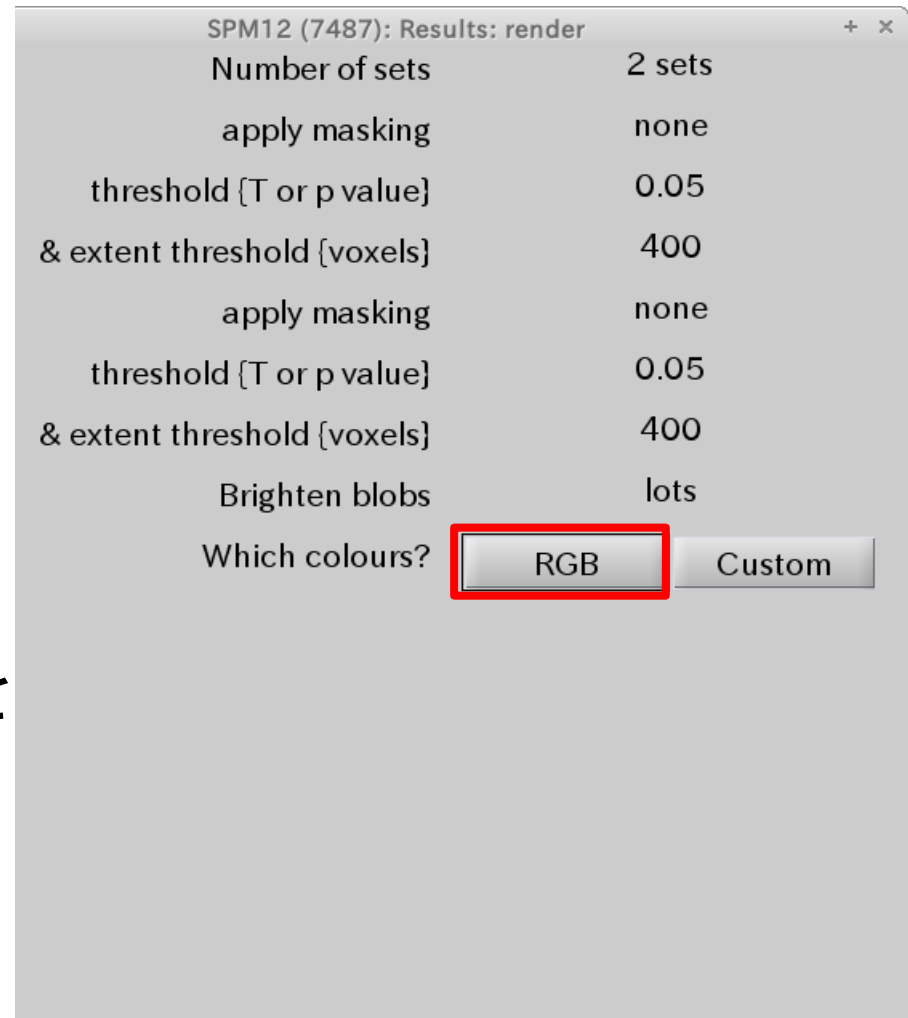 SPM12 (7487): Results: render + ×
Number of sets 2 sets
apply masking none
threshold {T or p value} 0.05
& extent threshold {voxels} 400
apply masking none
threshold {T or p value} 0.05
& extent threshold {voxels} 400
Brighten blobs lots
Which colours? RGB Custom